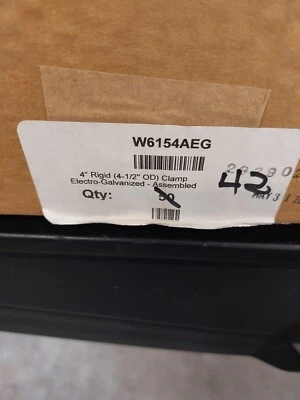 W6154AEG
4" Rigid (4-1/2" OD) Clamp
Electro-Galvanized - Assembled
Qty: 50
42